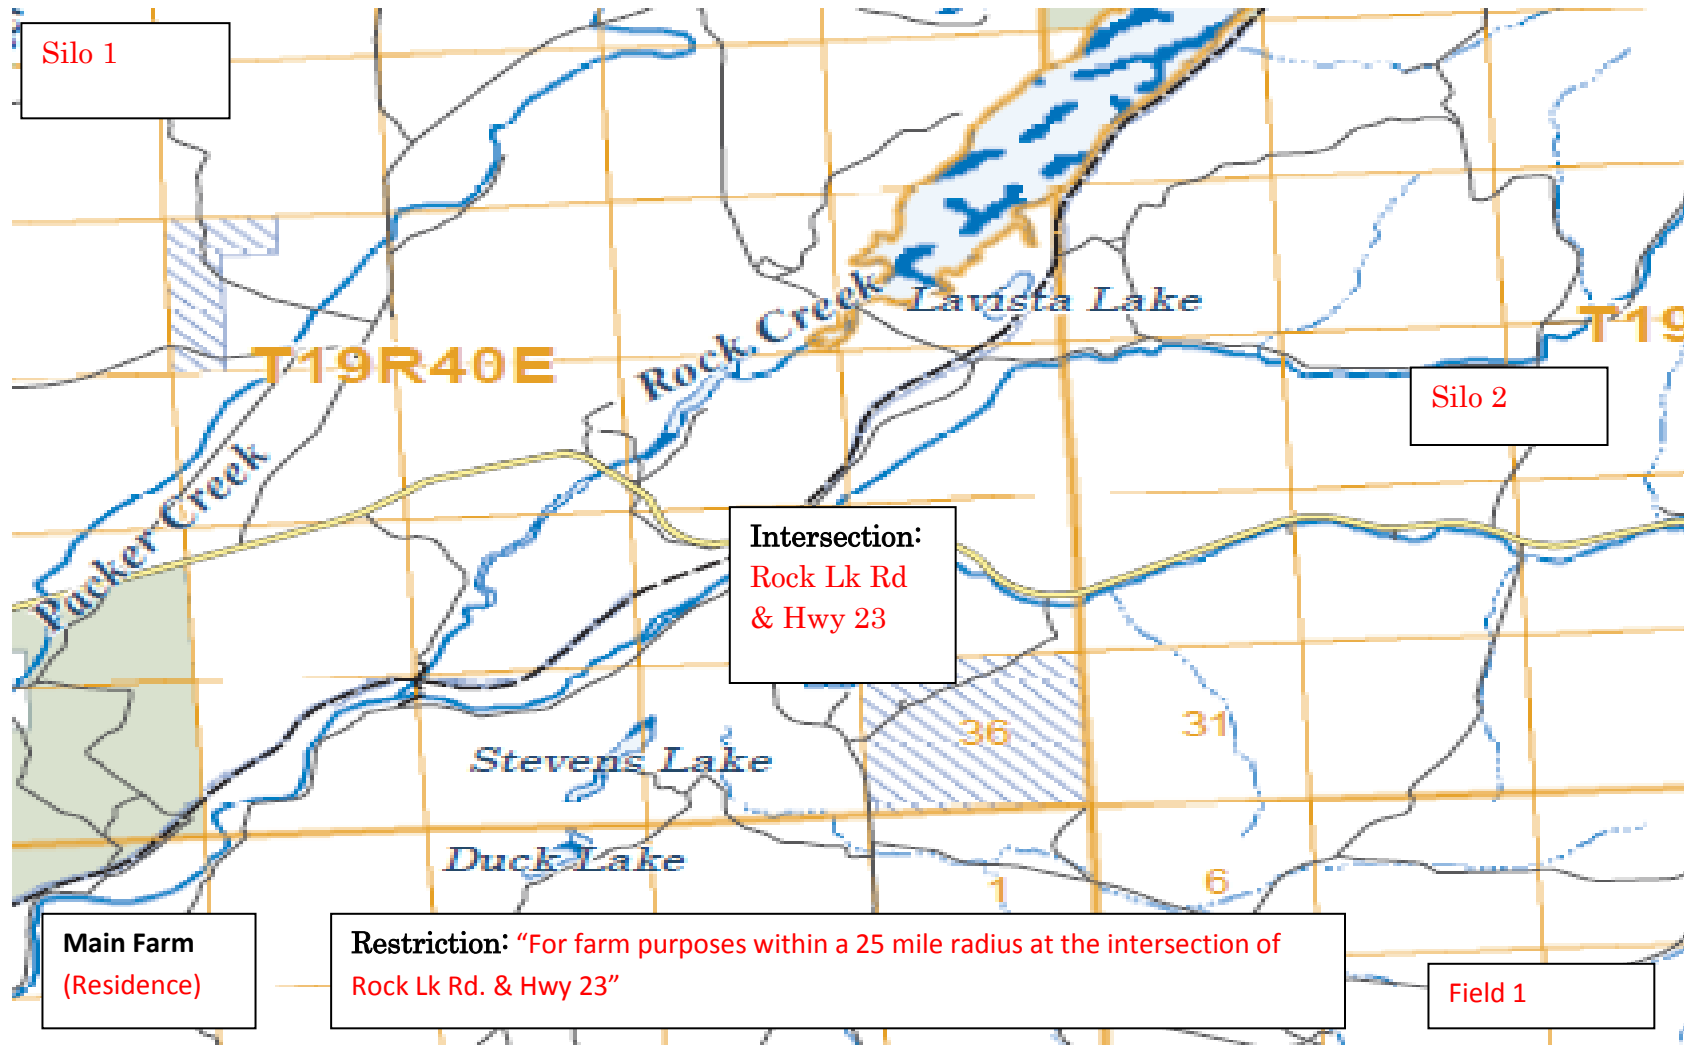 Silo 1
Lavista Lake
Rock Creek
T19R40E
T19
Silo 2
Packer Creek
Intersection:
Rock Lk Rd
& Hwy 23
36
31
Stevens Lake
Duck Lake
1
6
Main Farm
(Residence)
Restriction: “For farm purposes within a 25 mile radius at the intersection of
Rock Lk Rd. & Hwy 23”
Field 1